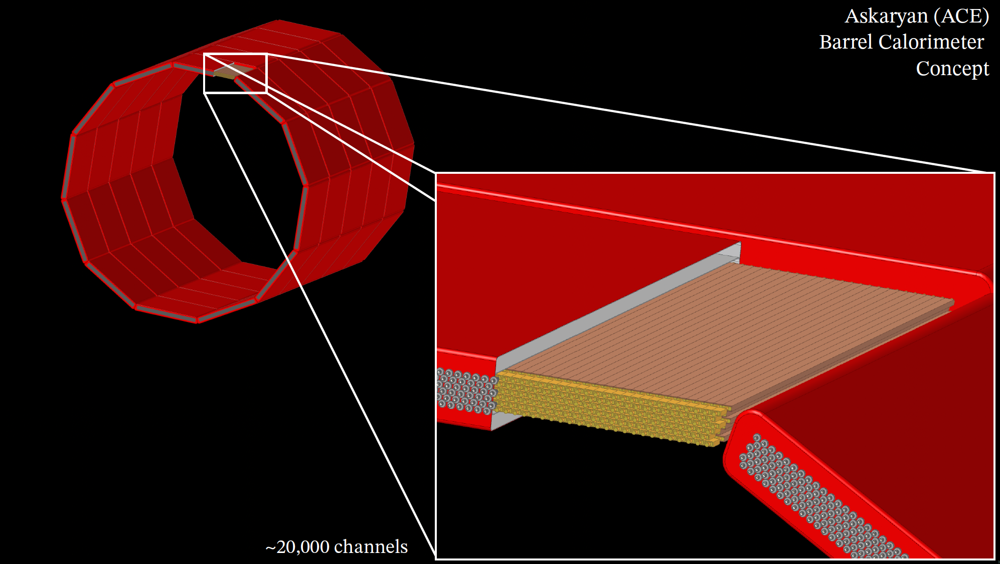 Askaryan (ACE)
Barrel Calorimeter
Concept
~20,000 channels